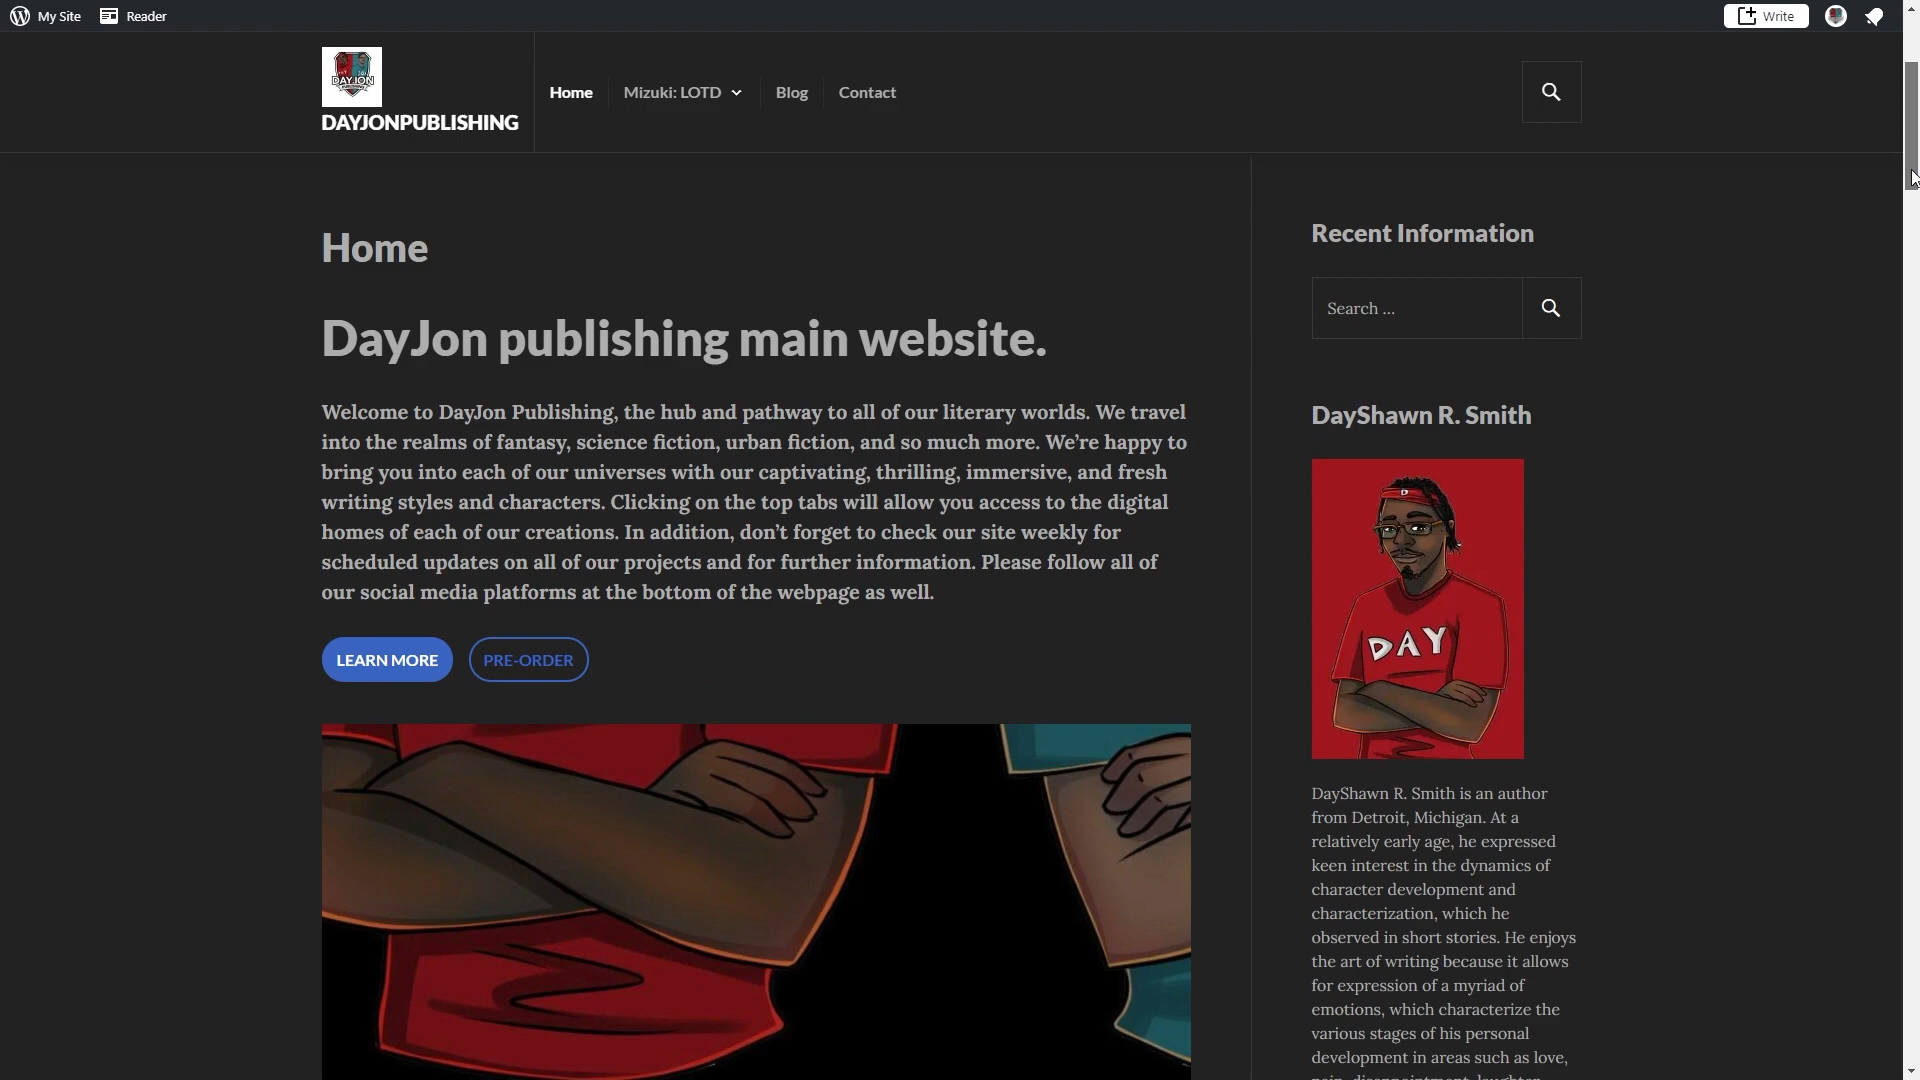 My Site
Reader
Write
DAYJON
DAYJONPUBLISHING
Home
Mizuki: LOTD
Blog
Contact
Home
DayJon publishing main website.
Welcome to DayJon Publishing, the hub and pathway to all of our literary worlds. We travel
into the realms of fantasy, science fiction, urban fiction, and so much more. We’re happy to
bring you into each of our universes with our captivating, thrilling, immersive, and fresh
writing styles and characters. Clicking on the top tabs will allow you access to the digital
homes of each of our creations. In addition, don’t forget to check our site weekly for
scheduled updates on all of our projects and for further information. Please follow all of
our social media platforms at the bottom of the webpage as well.
LEARN MORE
PRE-ORDER
Recent Information
Search …
DayShawn R. Smith
D
DAY
DayShawn R. Smith is an author
from Detroit, Michigan. At a
relatively early age, he expressed
keen interest in the dynamics of
character development and
characterization, which he
observed in short stories. He enjoys
the art of writing because it allows
for expression of a myriad of
emotions, which characterize the
various stages of his personal
development in areas such as love,